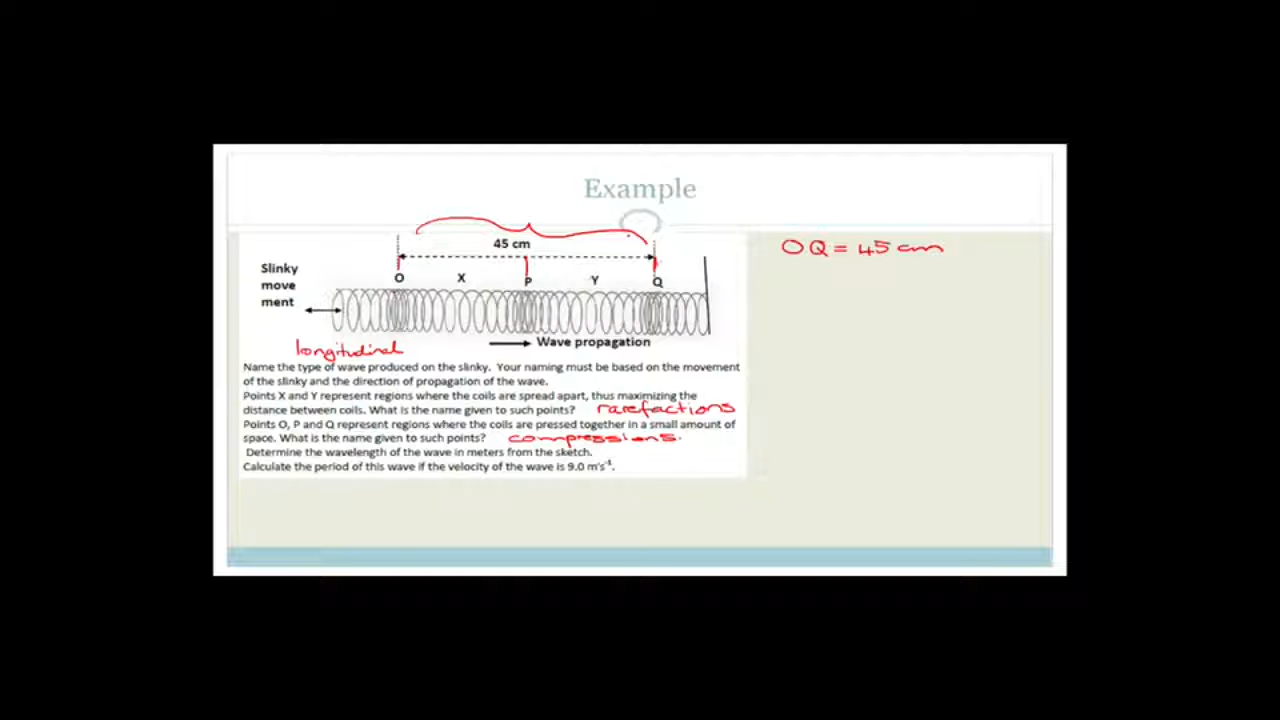 Example
OQ = 45 cm
45 cm
O X P Y Q
Slinky
move
ment
Wave propagation
longitudinal
Name the type of wave produced on the slinky. Your naming must be based on the movement
of the slinky and the direction of propagation of the wave.
Points X and Y represent regions where the coils are spread apart, thus maximizing the
distance between coils. What is the name given to such points? rarefactions
Points O, P and Q represent regions where the coils are pressed together in a small amount of
space. What is the name given to such points? compressions.
Determine the wavelength of the wave in meters from the sketch.
Calculate the period of this wave if the velocity of the wave is 9.0 m's⁻¹.